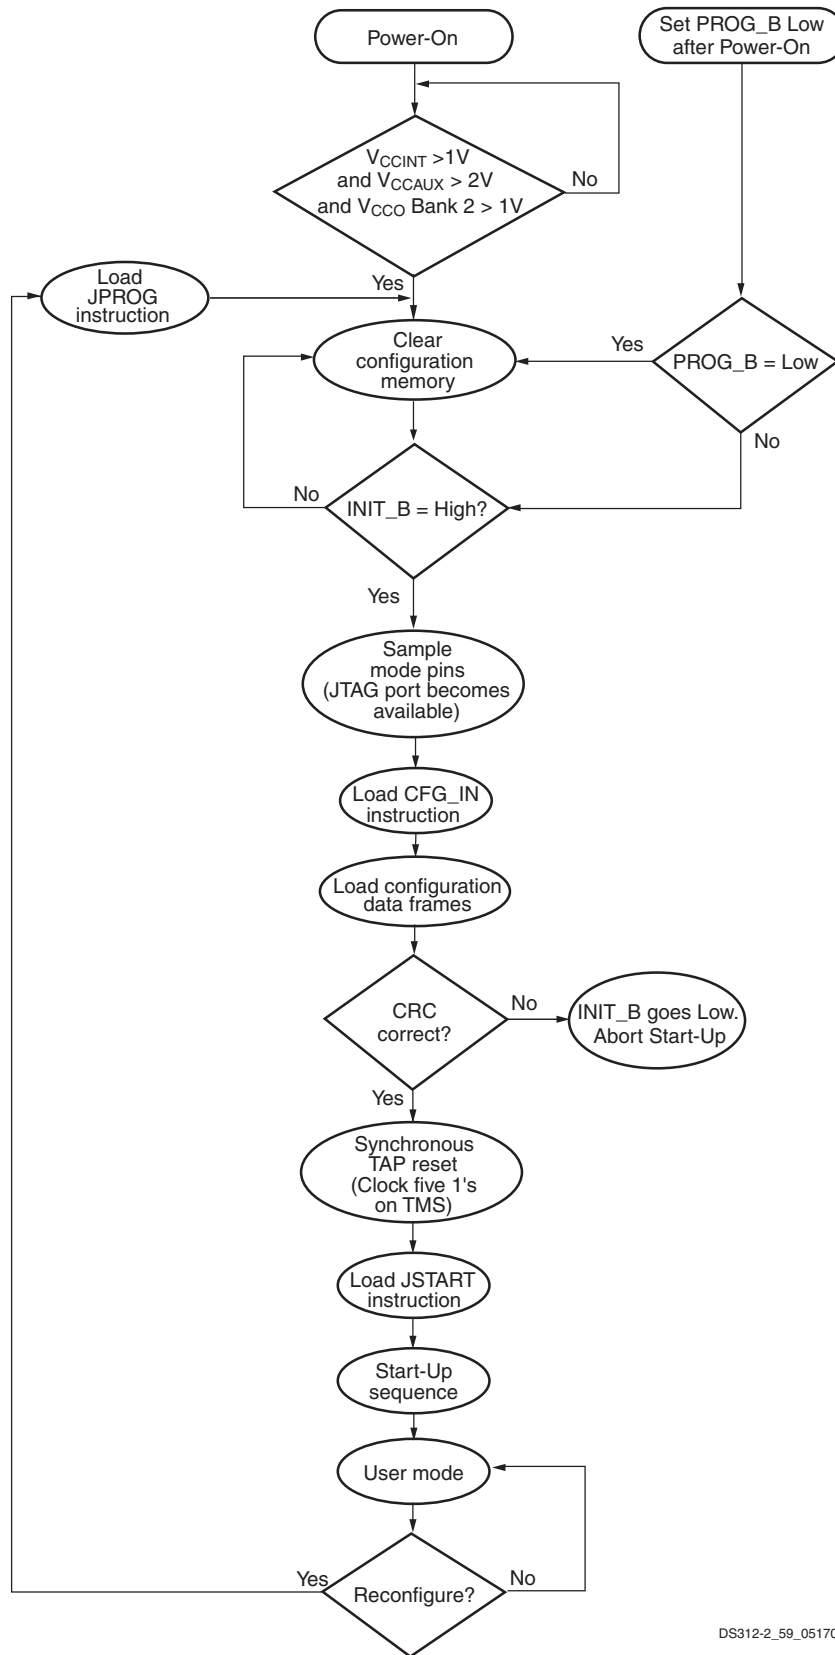 Power-On
Set PROG_B Low
after Power-On
VCCINT >1V
and VCCAUX > 2V
and VCCO Bank 2 > 1V
No
Yes
Load
JPROG
instruction
Clear
configuration
memory
Yes
PROG_B = Low
No
No
INIT_B = High?
Yes
Sample
mode pins
(JTAG port becomes
available)
Load CFG_IN
instruction
Load configuration
data frames
CRC
correct?
No
INIT_B goes Low.
Abort Start-Up
Yes
Synchronous
TAP reset
(Clock five 1's
on TMS)
Load JSTART
instruction
Start-Up
sequence
User mode
Yes
Reconfigure?
No
DS312-2_59_05170